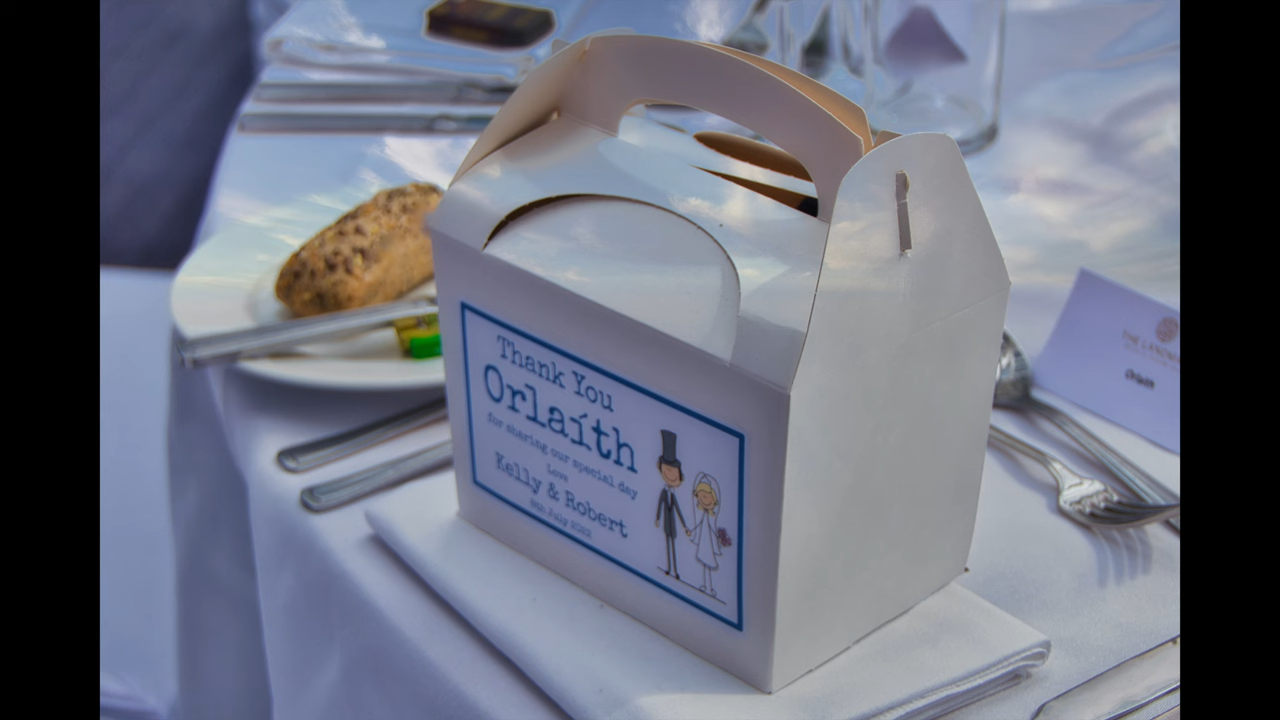 Thank You
Orlaíth
for sharing our special day
Love
Kelly & Robert